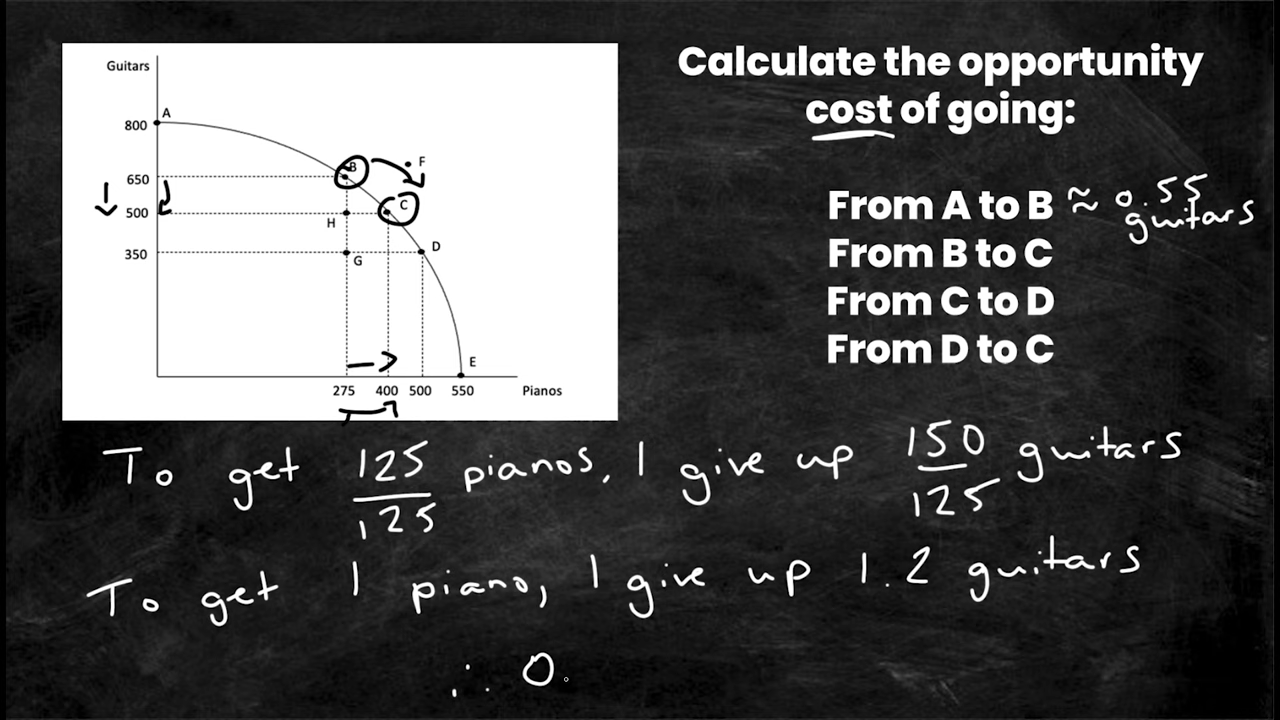 Calculate the opportunity
cost of going:
Guitars
A
800
B
F
650
C
500
H
D
350
G
E
275 400 500 550 Pianos
From A to B ≈ 0.55
guitars
From B to C
From C to D
From D to C
To get 125/125 pianos, I give up 150/125 guitars
To get 1 piano, I give up 1.2 guitars
∴ O.